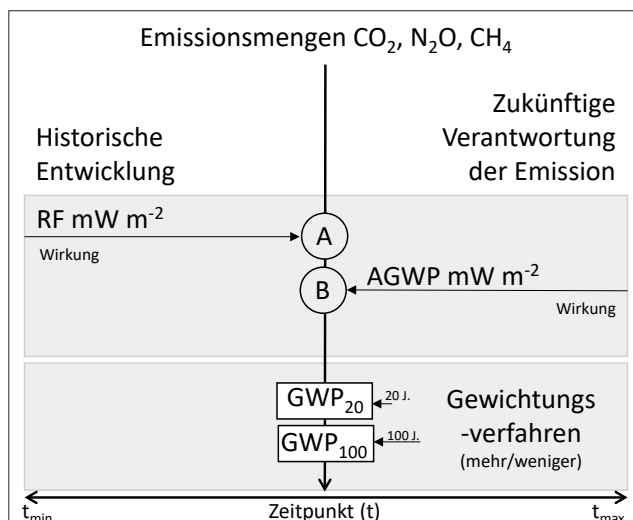 Emissionsmengen CO₂, N₂O, CH₄
Historische
Entwicklung
Zukünftige
Verantwortung
der Emission
RF mW m⁻²
Wirkung
A
B
AGWP mW m⁻²
Wirkung
GWP₂₀
20 J.
GWP₁₀₀
100 J.
Gewichtungs
-verfahren
(mehr/weniger)
tₘᵢₙ
Zeitpunkt (t)
tₘₐₓ